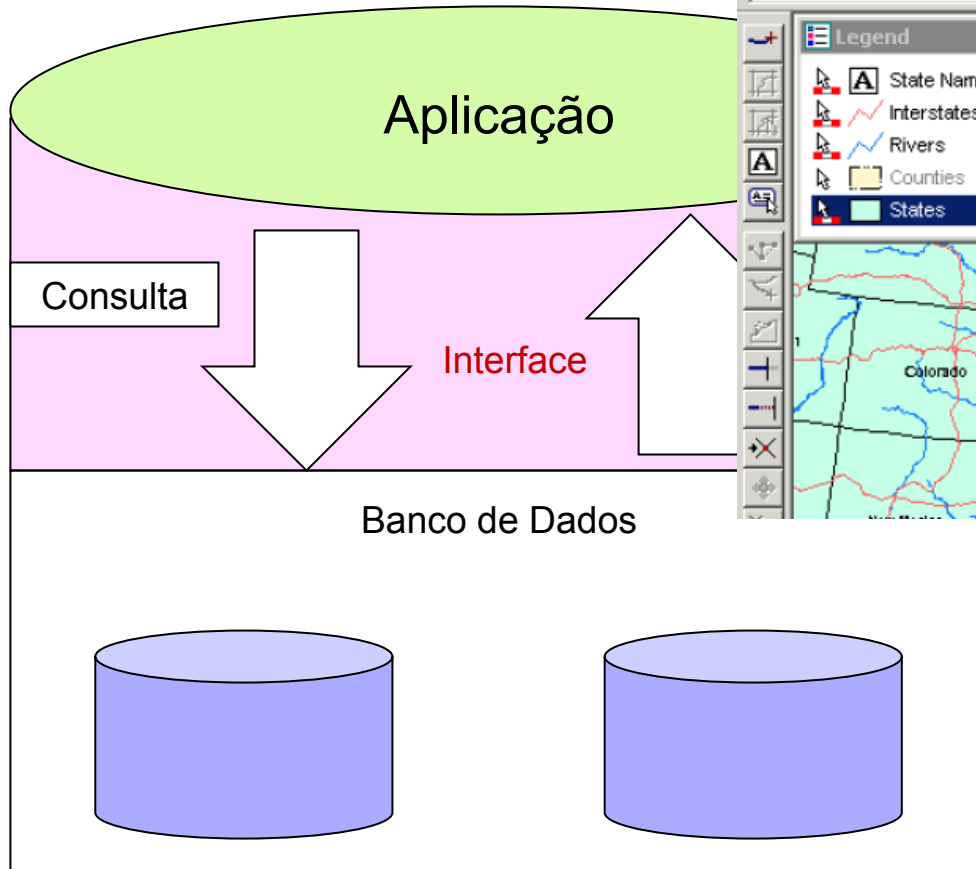 Aplicação
Consulta
Interface
Banco de Dados
Legend
A State Nam
Interstates
Rivers
Counties
States
A
Colorado